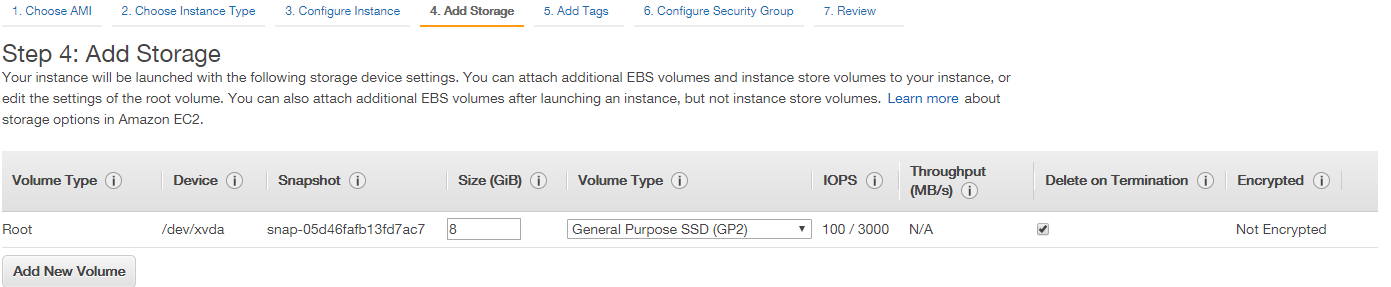 1. Choose AMI 2. Choose Instance Type 3. Configure Instance 4. Add Storage 5. Add Tags 6. Configure Security Group 7. Review
Step 4: Add Storage
Your instance will be launched with the following storage device settings. You can attach additional EBS volumes and instance store volumes to your instance, or
edit the settings of the root volume. You can also attach additional EBS volumes after launching an instance, but not instance store volumes. Learn more about
storage options in Amazon EC2.
Volume Type i Device i Snapshot i Size (GiB) i Volume Type i IOPS i Throughput (MB/s) i Delete on Termination i Encrypted i
Root /dev/xvda snap-05d46fafb13fd7ac7 8 General Purpose SSD (GP2) 100 / 3000 N/A Not Encrypted
Add New Volume